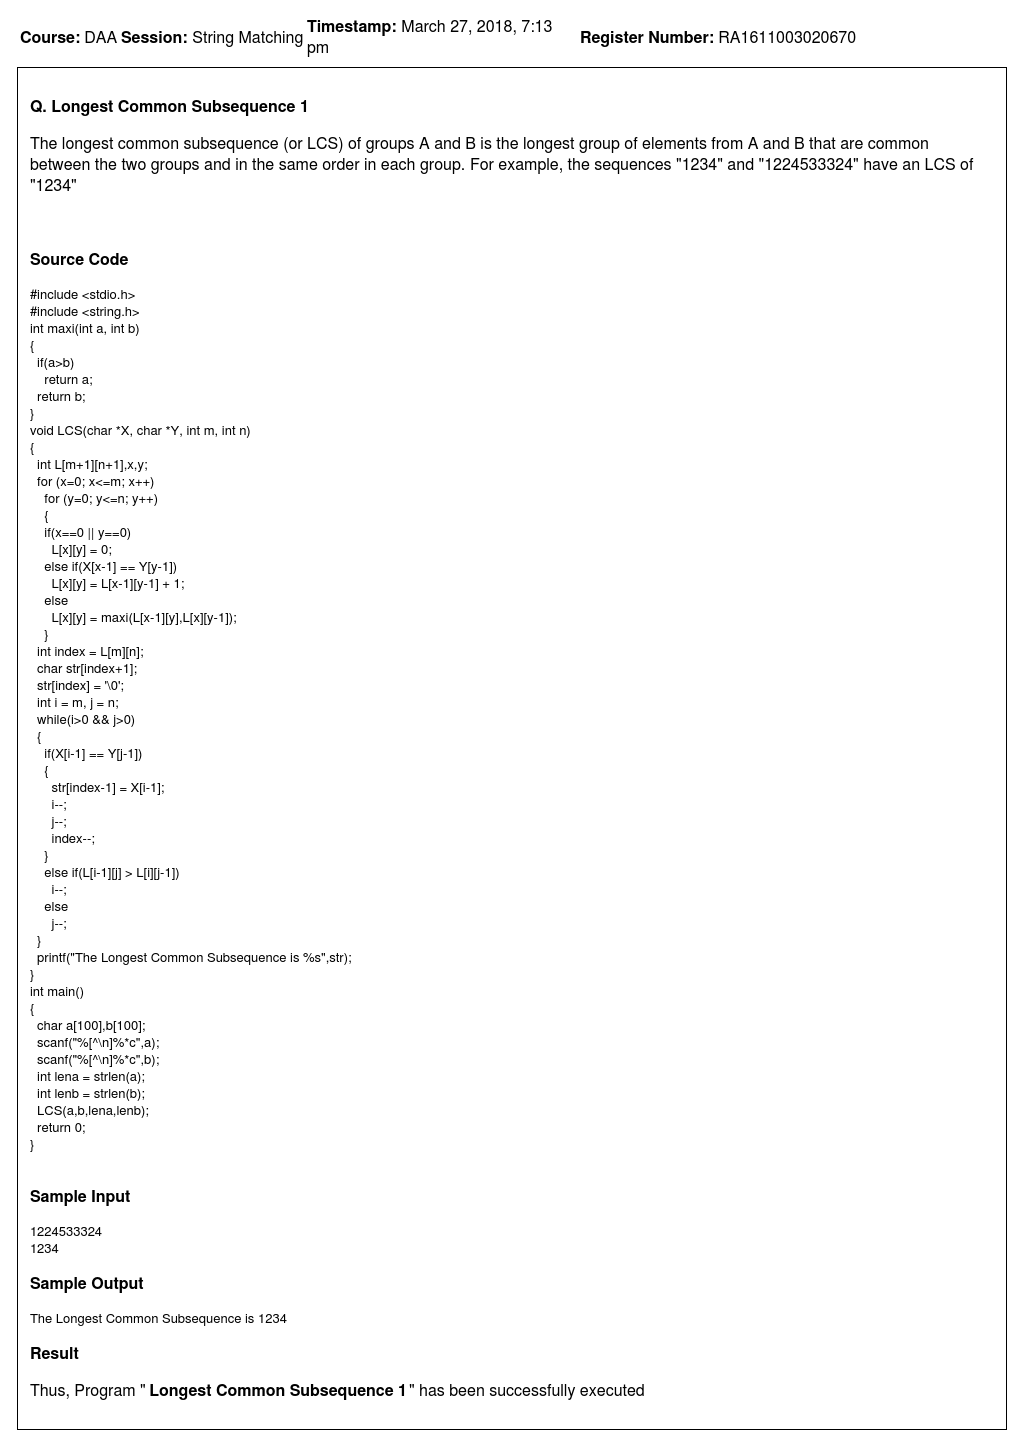 Course: DAA Session: String Matching Timestamp: March 27, 2018, 7:13 pm Register Number: RA1611003020670
Q. Longest Common Subsequence 1
The longest common subsequence (or LCS) of groups A and B is the longest group of elements from A and B that are common
between the two groups and in the same order in each group. For example, the sequences "1234" and "1224533324" have an LCS of
"1234"
Source Code
#include <stdio.h>
#include <string.h>
int maxi(int a, int b)
{
  if(a>b)
    return a;
  return b;
}
void LCS(char *X, char *Y, int m, int n)
{
  int L[m+1][n+1],x,y;
  for (x=0; x<=m; x++)
    for (y=0; y<=n; y++)
    {
    if(x==0 || y==0)
      L[x][y] = 0;
    else if(X[x-1] == Y[y-1])
      L[x][y] = L[x-1][y-1] + 1;
    else
      L[x][y] = maxi(L[x-1][y],L[x][y-1]);
    }
  int index = L[m][n];
  char str[index+1];
  str[index] = '\0';
  int i = m, j = n;
  while(i>0 && j>0)
  {
    if(X[i-1] == Y[j-1])
    {
      str[index-1] = X[i-1];
      i--;
      j--;
      index--;
    }
    else if(L[i-1][j] > L[i][j-1])
      i--;
    else
      j--;
  }
  printf("The Longest Common Subsequence is %s",str);
}
int main()
{
  char a[100],b[100];
  scanf("%[^\n]%*c",a);
  scanf("%[^\n]%*c",b);
  int lena = strlen(a);
  int lenb = strlen(b);
  LCS(a,b,lena,lenb);
  return 0;
}
Sample Input
1224533324
1234
Sample Output
The Longest Common Subsequence is 1234
Result
Thus, Program " Longest Common Subsequence 1" has been successfully executed